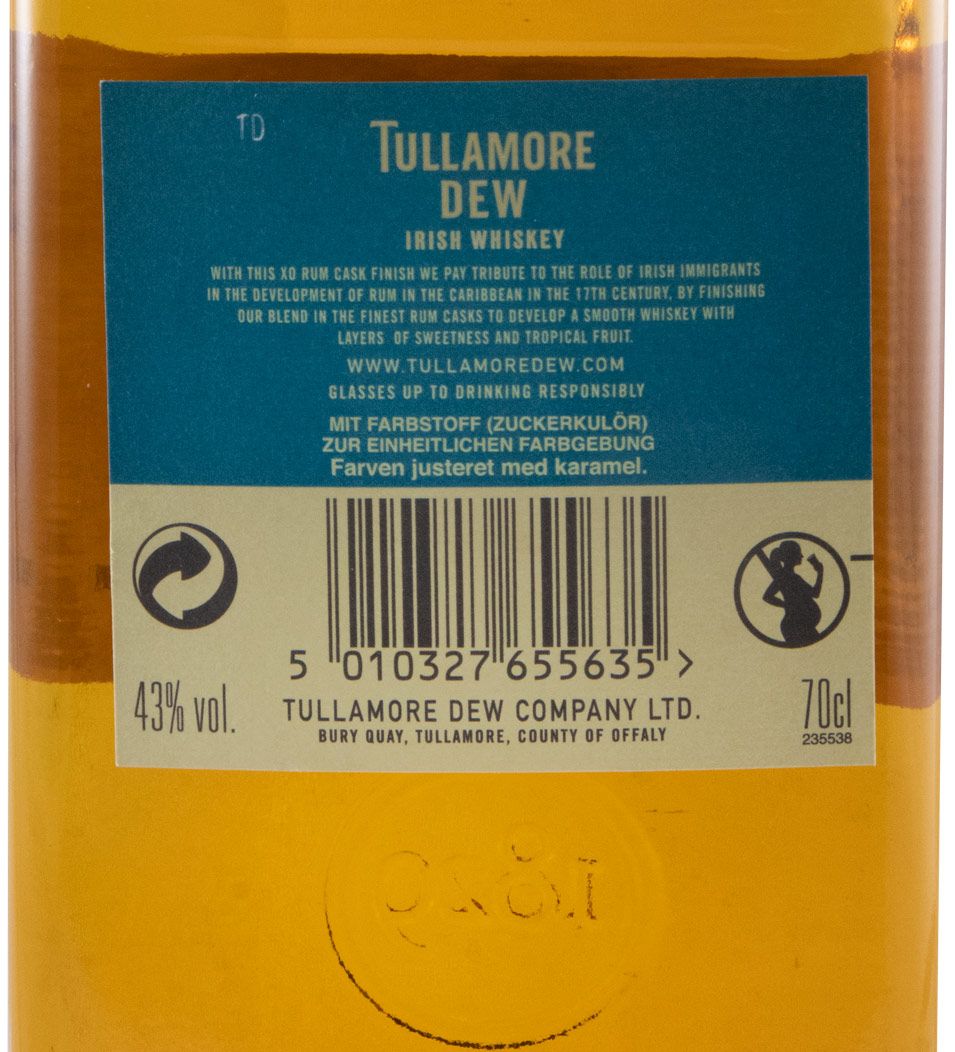 TD
TULLAMORE
DEW
IRISH WHISKEY
WITH THIS XO RUM CASK FINISH WE PAY TRIBUTE TO THE ROLE OF IRISH IMMIGRANTS
IN THE DEVELOPMENT OF RUM IN THE CARIBBEAN IN THE 17TH CENTURY, BY FINISHING
OUR BLEND IN THE FINEST RUM CASKS TO DEVELOP A SMOOTH WHISKEY WITH
LAYERS OF SWEETNESS AND TROPICAL FRUIT.
WWW.TULLAMOREDEW.COM
GLASSES UP TO DRINKING RESPONSIBLY
MIT FARBSTOFF (ZUCKERKULÖR)
ZUR EINHEITLICHEN FARBGEBUNG
Farven justeret med karamel.
5 010327 655635 >
43% vol.
TULLAMORE DEW COMPANY LTD.
BURY QUAY, TULLAMORE, COUNTY OF OFFALY
70cl
235538